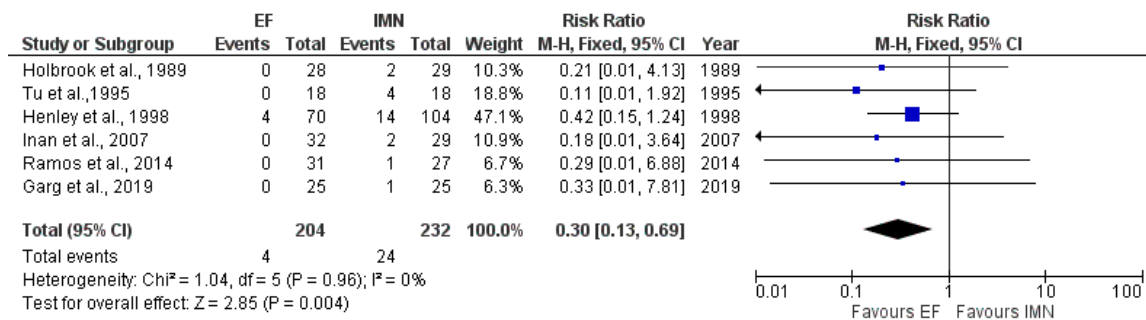 EF IMN Risk Ratio Risk Ratio
Study or Subgroup Events Total Events Total Weight M-H, Fixed, 95% CI Year M-H, Fixed, 95% CI
Holbrook et al., 1989 0 28 2 29 10.3% 0.21 [0.01, 4.13] 1989
Tu et al.,1995 0 18 4 18 18.8% 0.11 [0.01, 1.92] 1995
Henley et al., 1998 4 70 14 104 47.1% 0.42 [0.15, 1.24] 1998
Inan et al., 2007 0 32 2 29 10.9% 0.18 [0.01, 3.64] 2007
Ramos et al., 2014 0 31 1 27 6.7% 0.29 [0.01, 6.88] 2014
Garg et al., 2019 0 25 1 25 6.3% 0.33 [0.01, 7.81] 2019
Total (95% CI) 204 232 100.0% 0.30 [0.13, 0.69]
Total events 4 24
Heterogeneity: Chi² = 1.04, df = 5 (P = 0.96); I² = 0%
Test for overall effect: Z = 2.85 (P = 0.004)
0.01 0.1 1 10 100
Favours EF Favours IMN